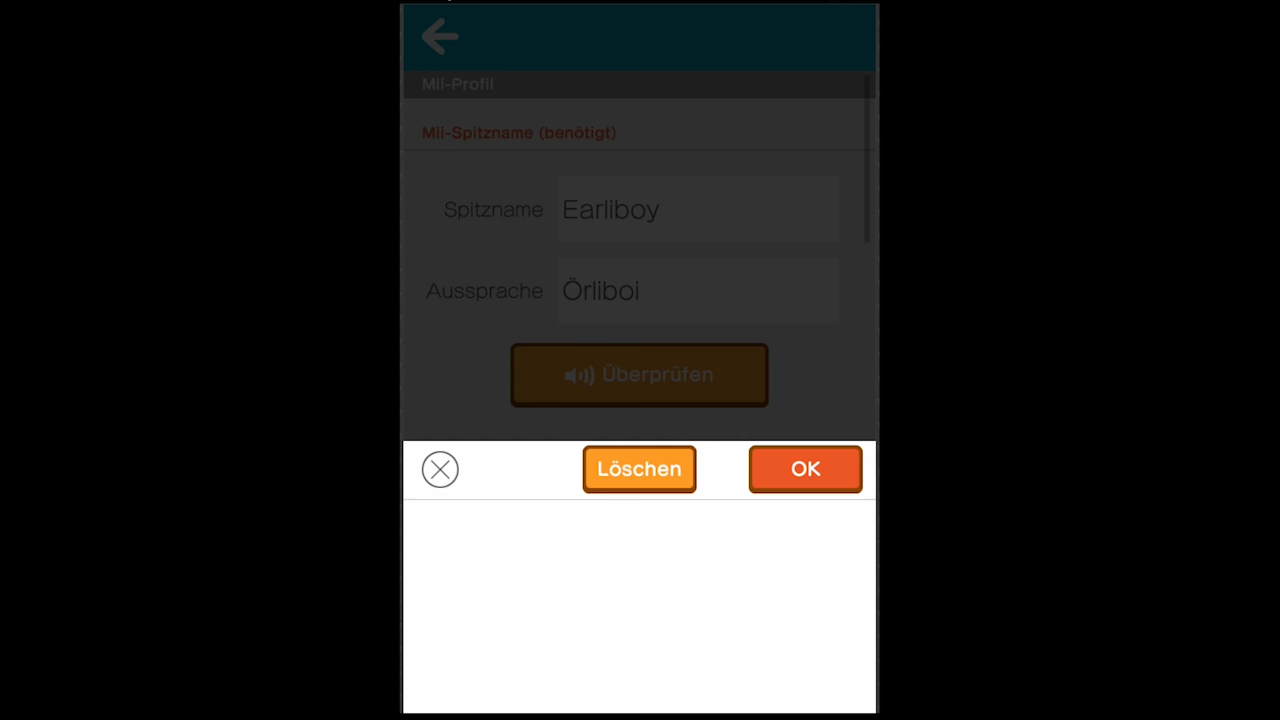 Mii-Profil
Mii-Spitzname (benötigt)
Spitzname Earliboy
Aussprache Örliboi
Überprüfen
Löschen OK